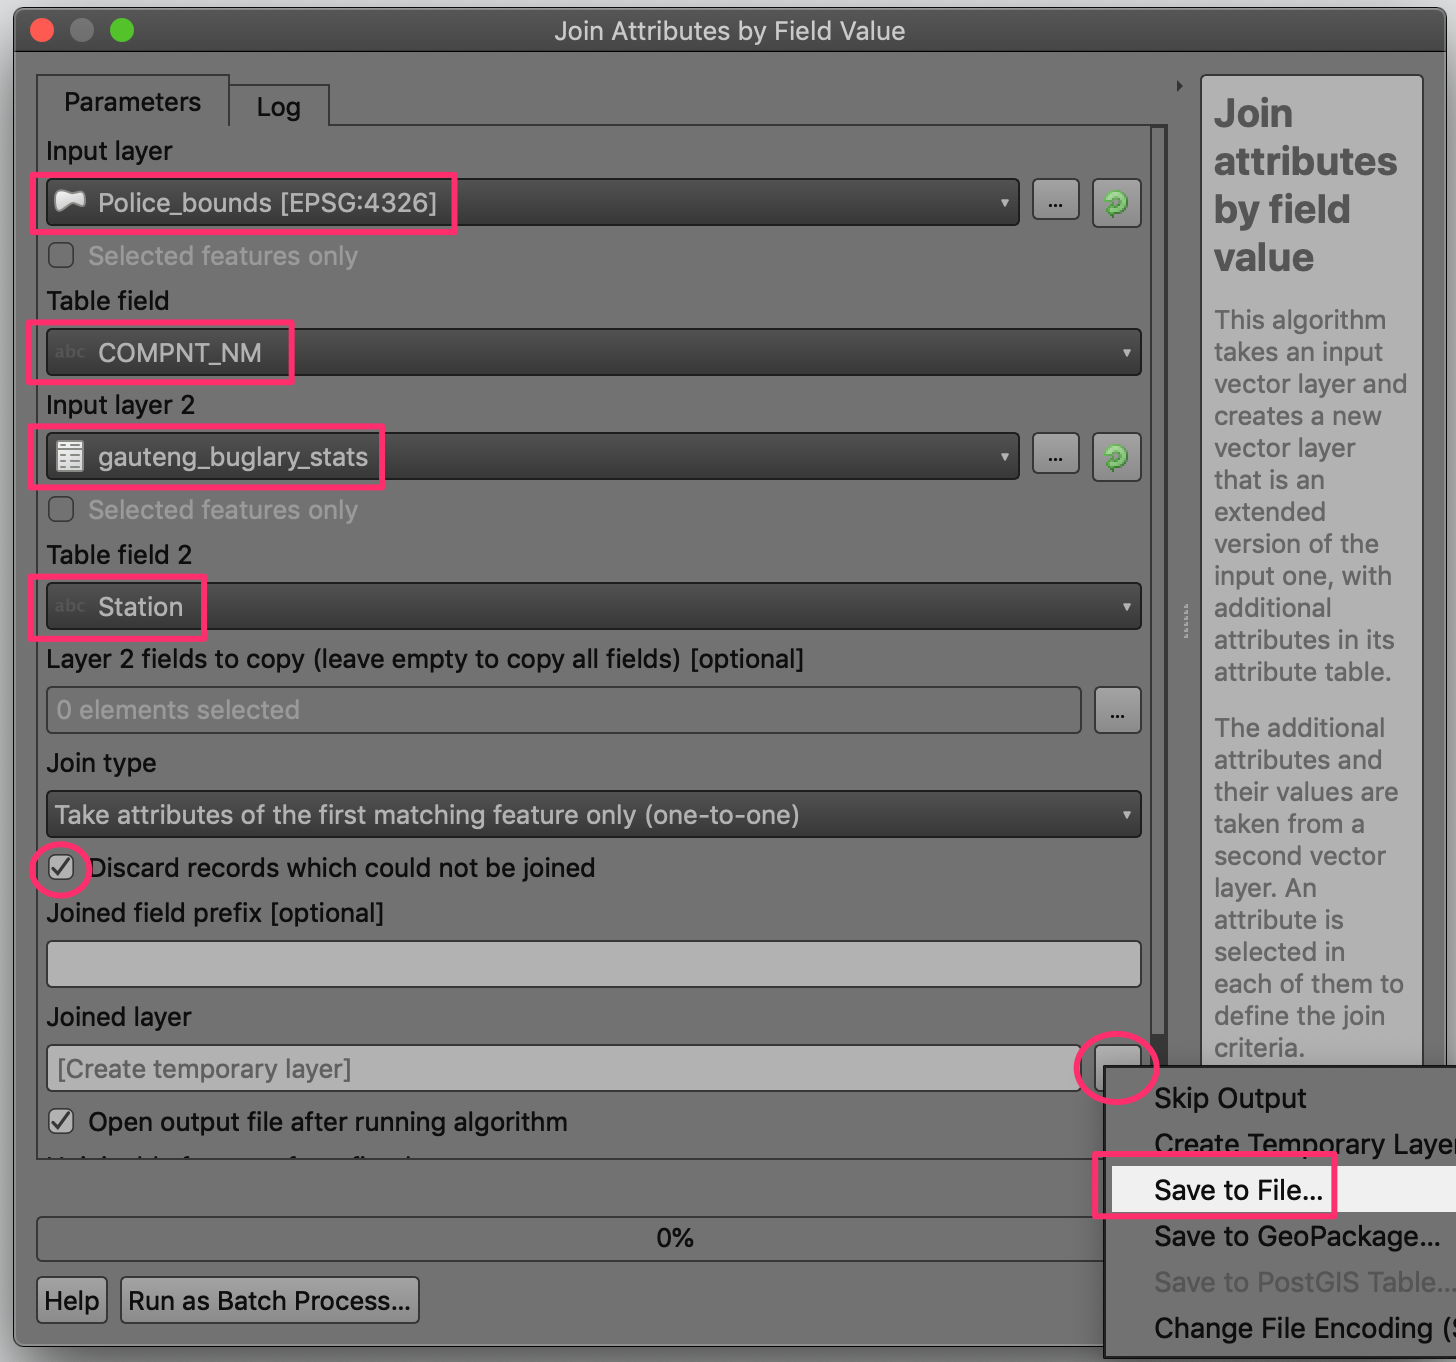 Join Attributes by Field Value
Parameters
Log
Input layer
Police_bounds [EPSG:4326]
...
Selected features only
Table field
abc COMPNT_NM
Input layer 2
gauteng_buglary_stats
...
Selected features only
Table field 2
abc Station
Layer 2 fields to copy (leave empty to copy all fields) [optional]
0 elements selected
...
Join type
Take attributes of the first matching feature only (one-to-one)
Discard records which could not be joined
Joined field prefix [optional]
Joined layer
[Create temporary layer]
Open output file after running algorithm
0%
Help
Run as Batch Process...
Join
attributes
by field
value
This algorithm
takes an input
vector layer and
creates a new
vector layer
that is an
extended
version of the
input one, with
additional
attributes in its
attribute table.
The additional
attributes and
their values are
taken from a
second vector
layer. An
attribute is
selected in
each of them to
define the join
criteria.
Skip Output
Create Temporary Laye
Save to File...
Save to GeoPackage...
Save to PostGIS Table...
Change File Encoding (